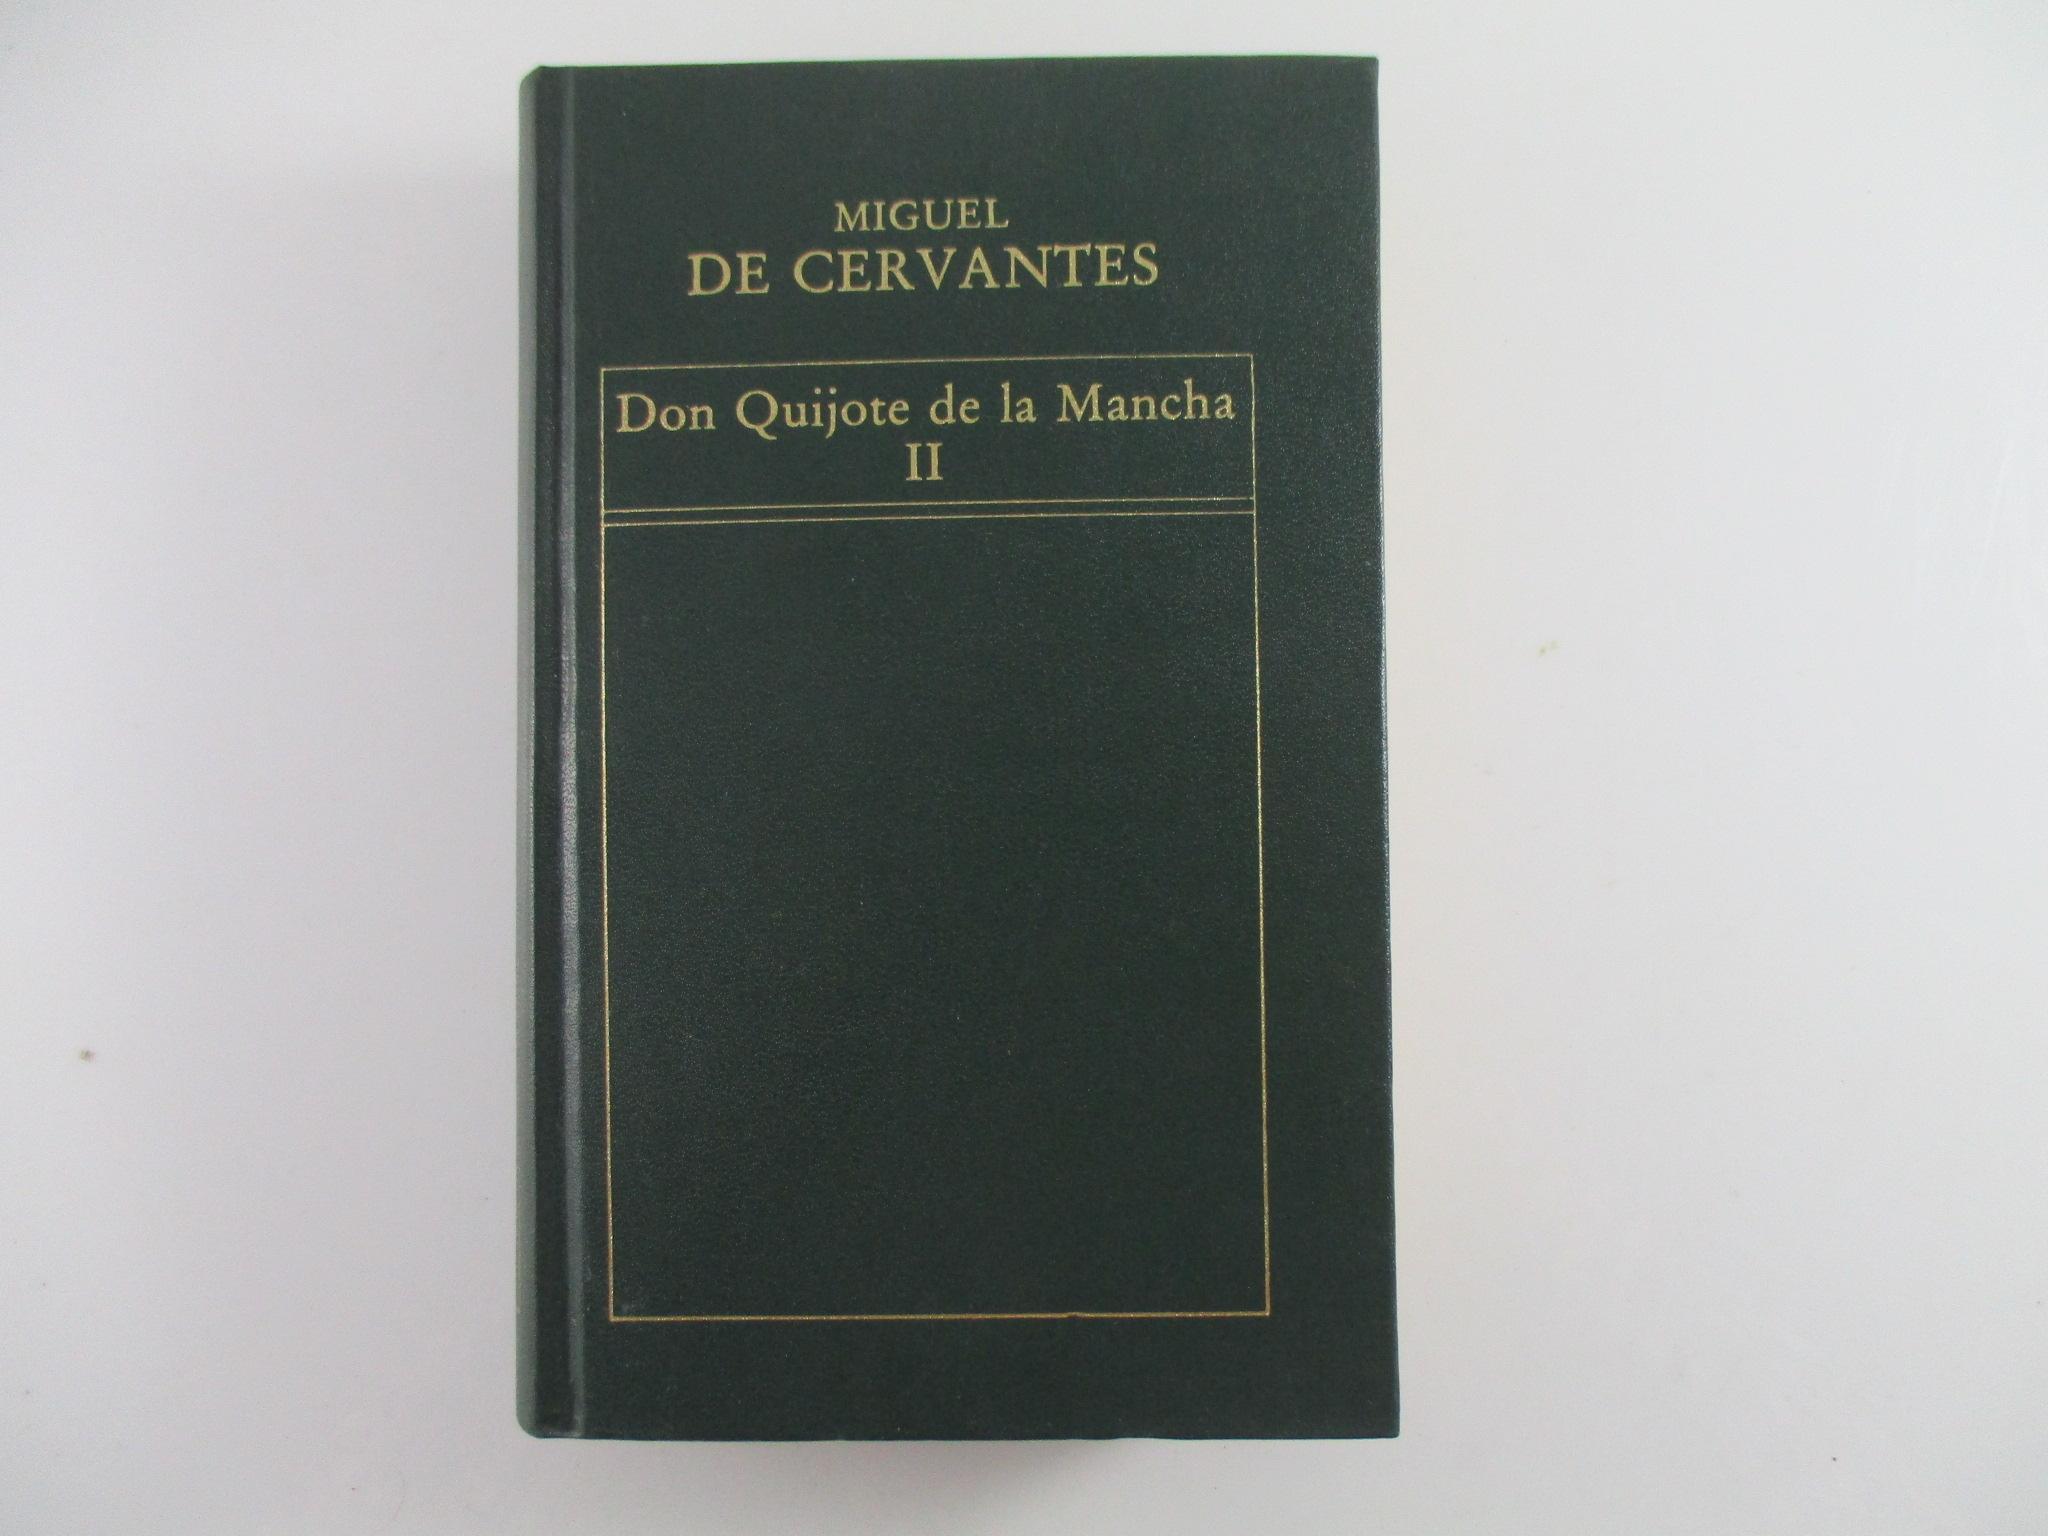 MIGUEL
DE CERVANTES
Don Quijote de la Mancha
II